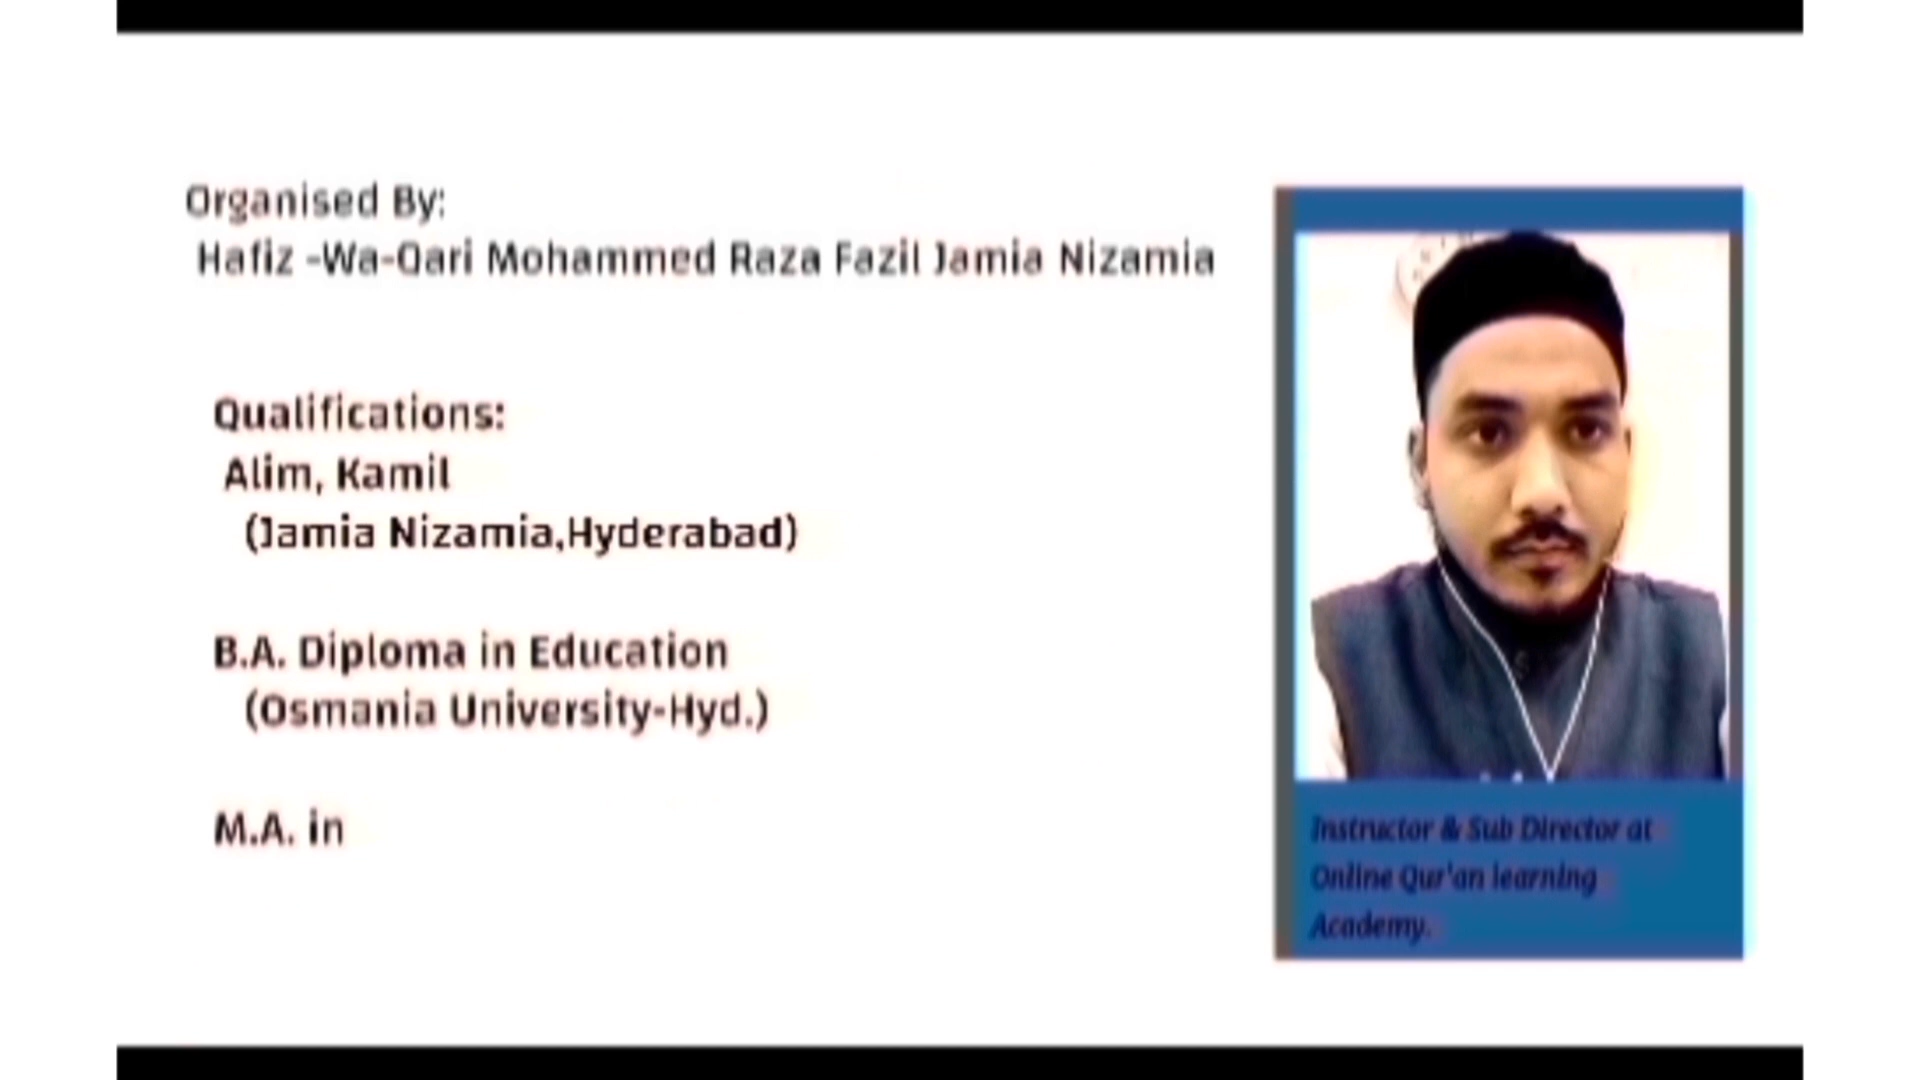 Organised By:
Hafiz -Wa-Qari Mohammed Raza Fazil Jamia Nizamia
Qualifications:
Alim, Kamil
(Jamia Nizamia,Hyderabad)
B.A. Diploma in Education
(Osmania University-Hyd.)
M.A. in
Instructor & Sub Director at
Online Qur'an learning
Academy.